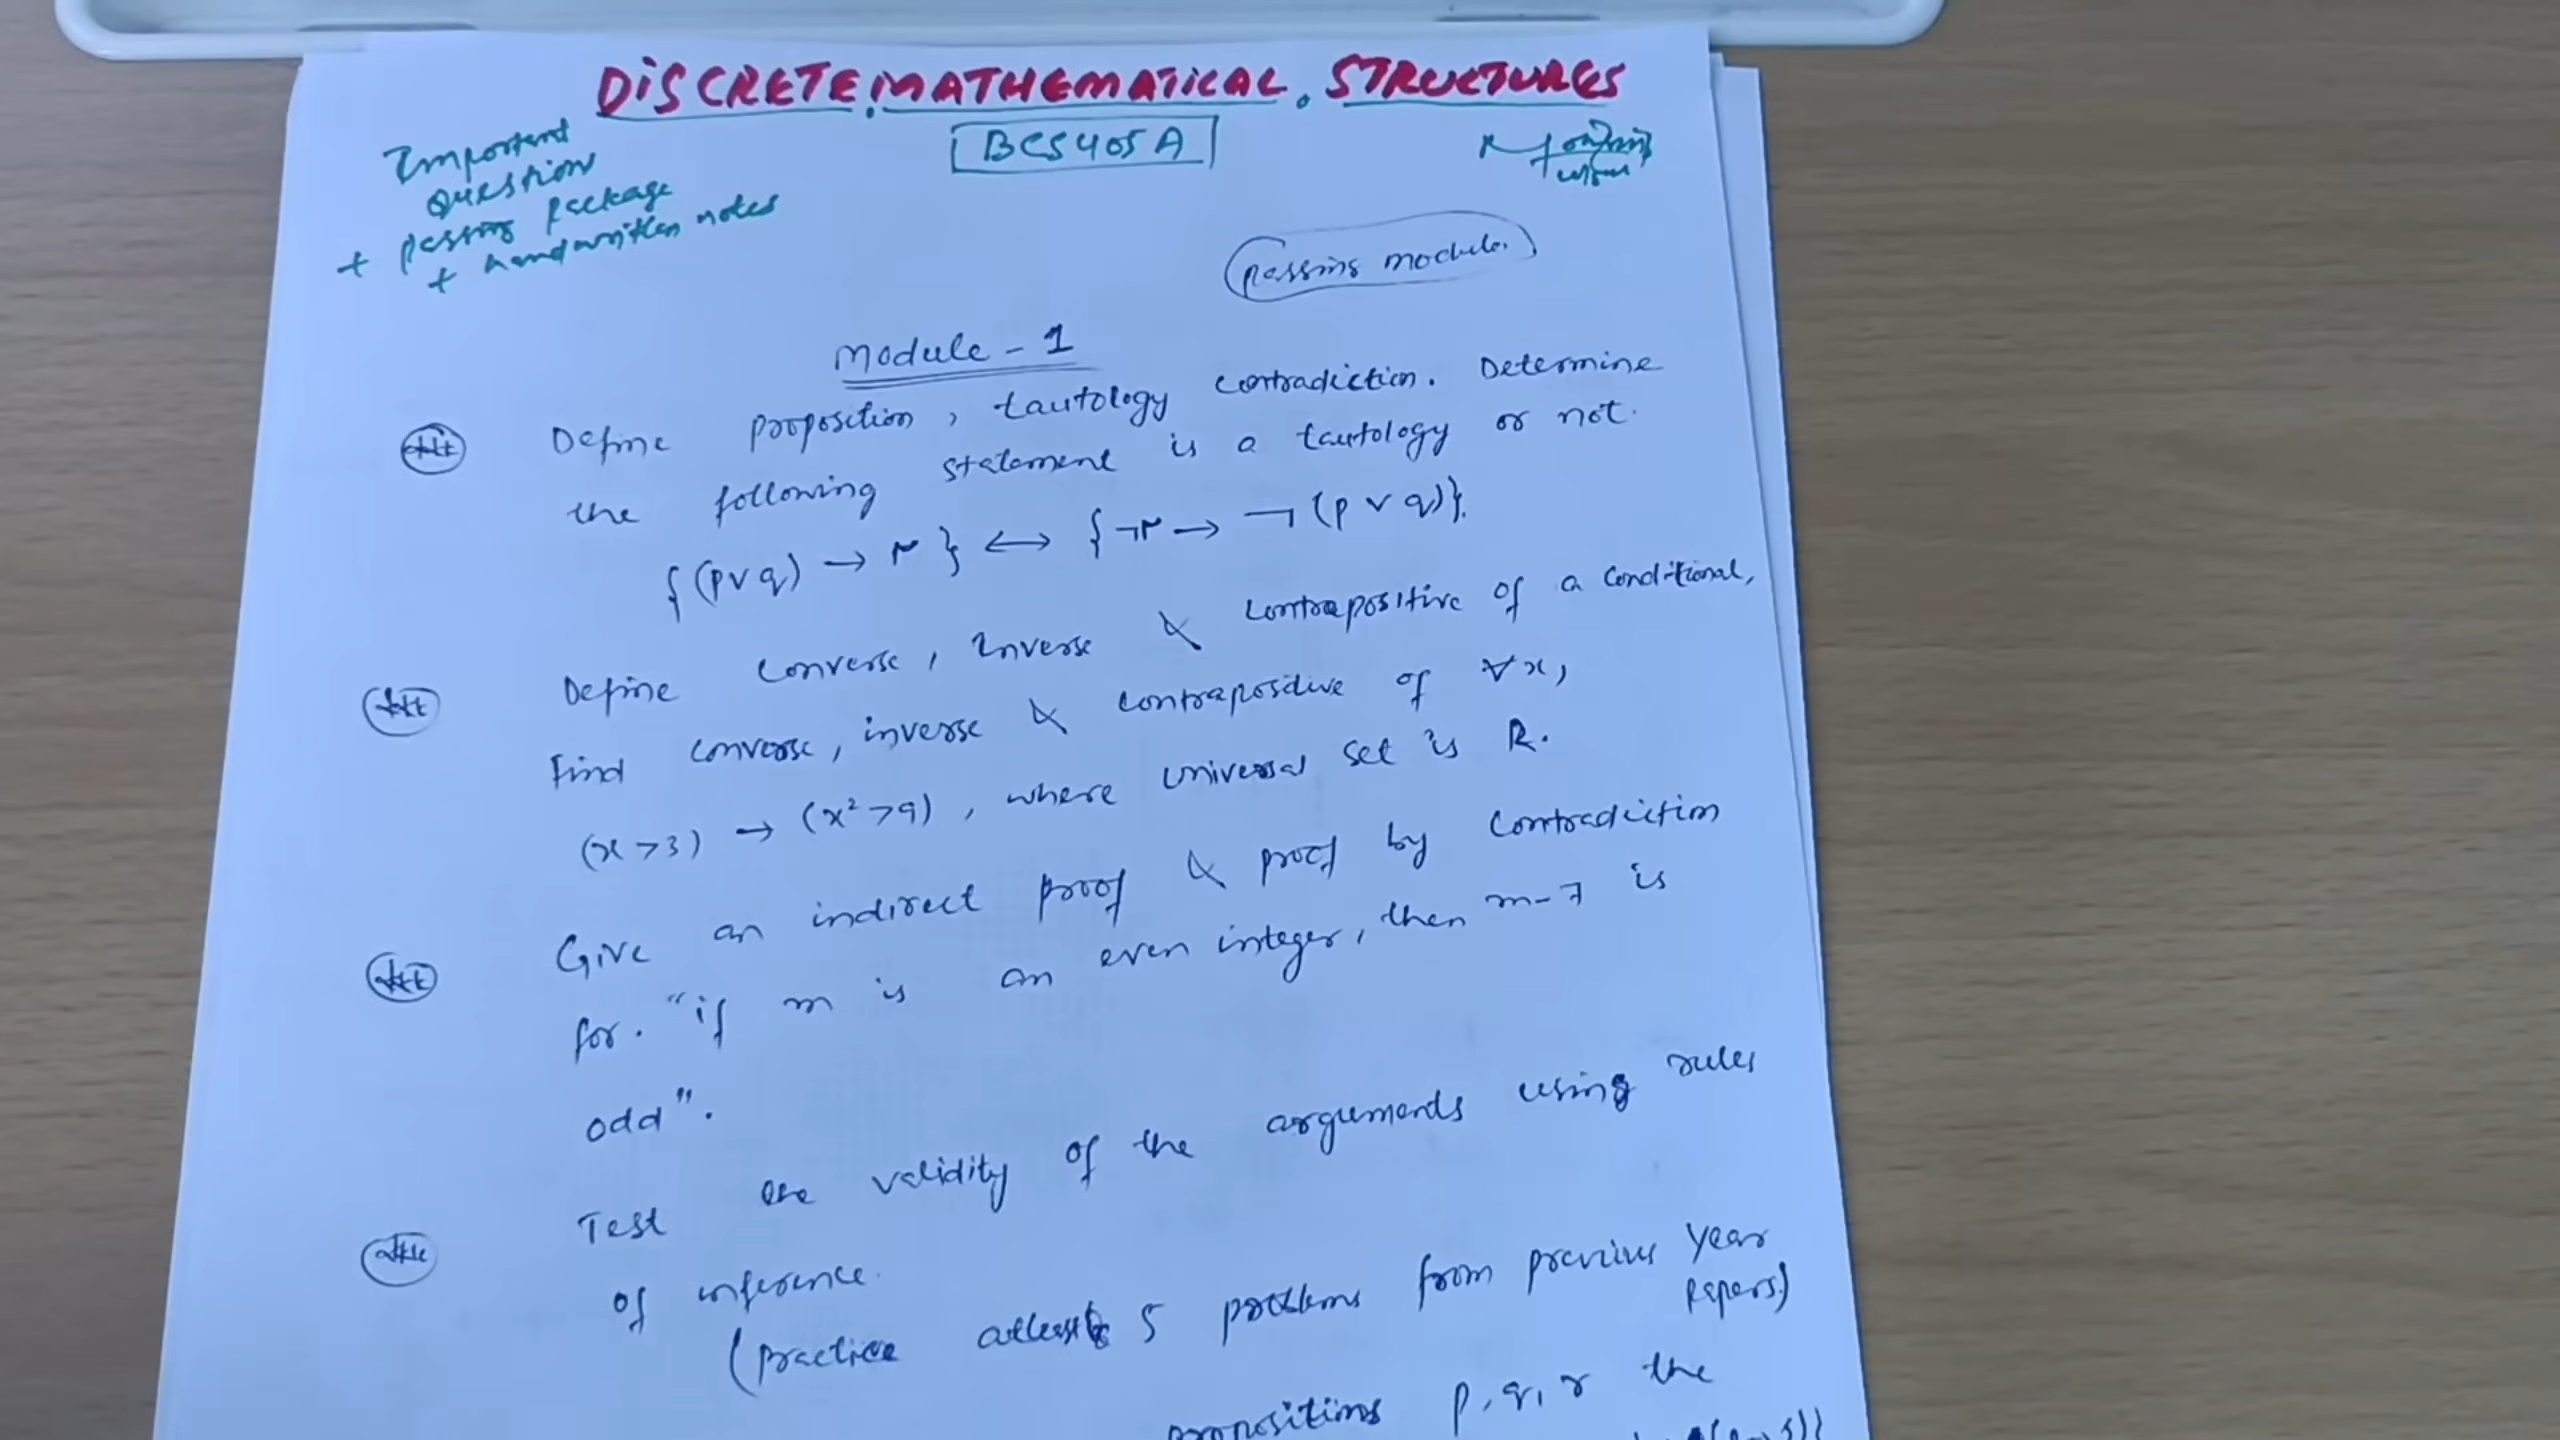 DISCRETE MATHEMATICAL STRUCTURES
BCS405A
Important
question
+ passing package
+ handwritten notes
passing module.
Module - 1
Define proposition, tautology contradiction. Determine
the following statement is a tautology or not.
{(p∨q) → r} ↔ {¬r → ¬(p∨q)}.
Define converse, Inverse & contrapositive of a conditional,
Find converse, inverse & contrapositive of ∀x,
(x>3) → (x²>9), where universal set is R.
Give an indirect proof & proof by contradiction
for. "if m is an even integer, then m-7 is
odd".
Test the validity of the arguments using rules
of inference.
(practice atleast 5 problems from previous year
papers)
propositions p, q, r the